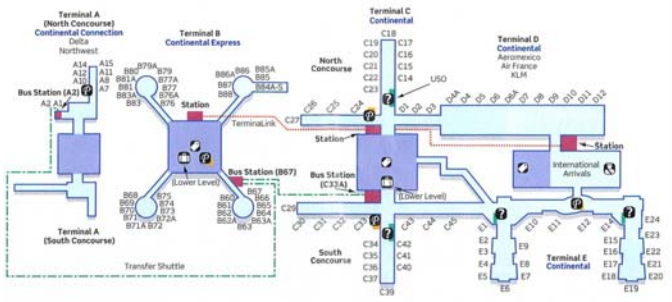 Terminal A
(North Concourse)
Continental Connection
Delta
Northwest
A14
A12
A10
A8
A15
A11
A9
A7
Bus Station (A2)
A2 A1
Terminal A
(South Concourse)
Transfer Shuttle
Terminal B
Continental Express
B79A
B80
B79
B81A
B77A
B81
B77
B83A
B76A
B83
B76
B86A
B86
B85A
B85
B84A-S
B87
B88
Station
TerminaLink
(Lower Level)
Bus Station (B67)
B68
B69
B70
B71
B71A
B75
B74
B73
B72A
B72
B60
B61
B62
B62A
B63
B67
B66
B65
B64
B63A
Terminal C
Continental
C18
C19
C20
C21
C22
C23
C17
C16
C15
C14
North
Concourse
USO
C27
C26
C25
C24
D1
D2
D3
Station
Bus Station
(C33A)
(Lower Level)
C29
C30
C31
C32
C33
C43
C44
C45
South
Concourse
C34
C35
C36
C37
C42
C41
C40
C39
Terminal D
Continental
Aeromexico
Air France
KLM
D4A
D4
D5
D6
D6A
D7
D8
D9
D10
D11
D12
Station
International
Arrivals
E1
E2
E3
E4
E5
E6
E7
E8
E9
E10
E11
E12
E14
E15
E16
E17
E18
E19
E20
E21
E22
E23
E24
Terminal E
Continental